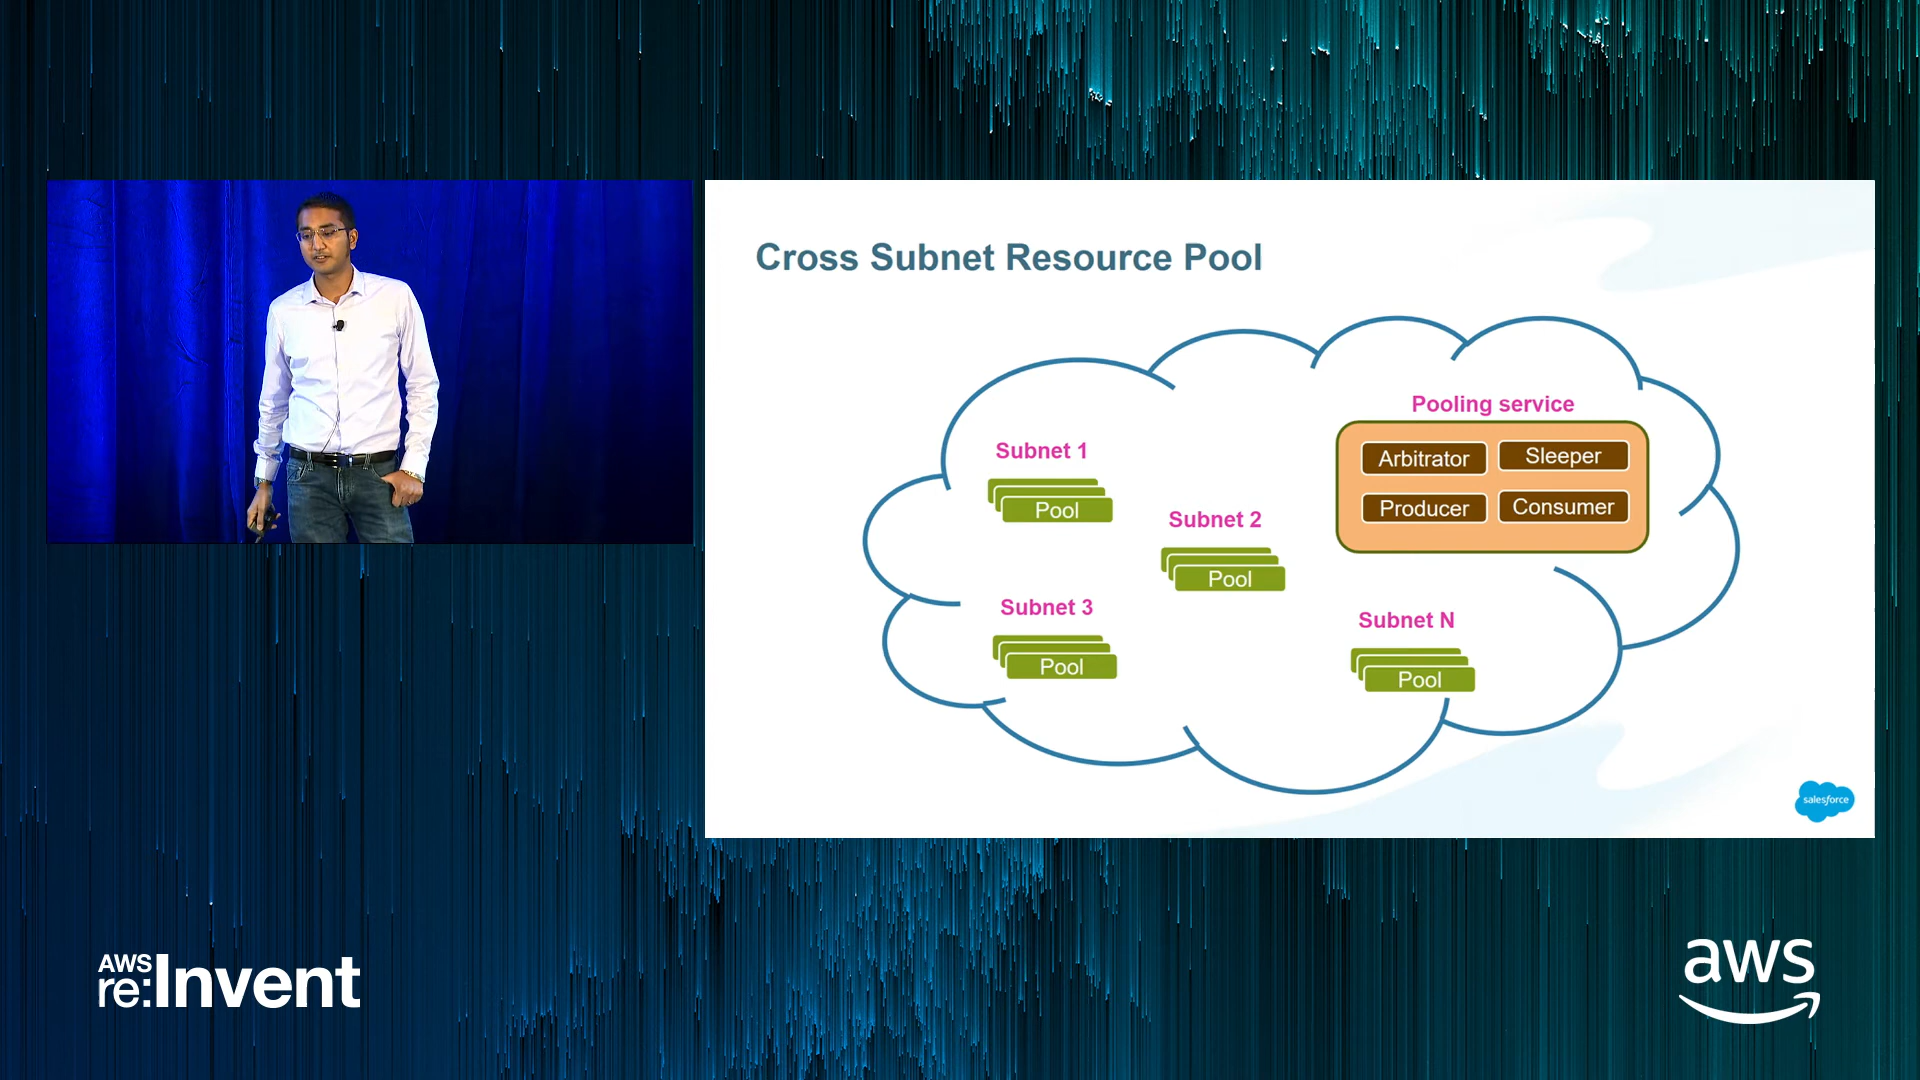 Cross Subnet Resource Pool
Pooling service
Arbitrator
Sleeper
Producer
Consumer
Subnet 1
Pool
Subnet 2
Pool
Subnet 3
Pool
Subnet N
Pool
salesforce
AWS
re:Invent
aws